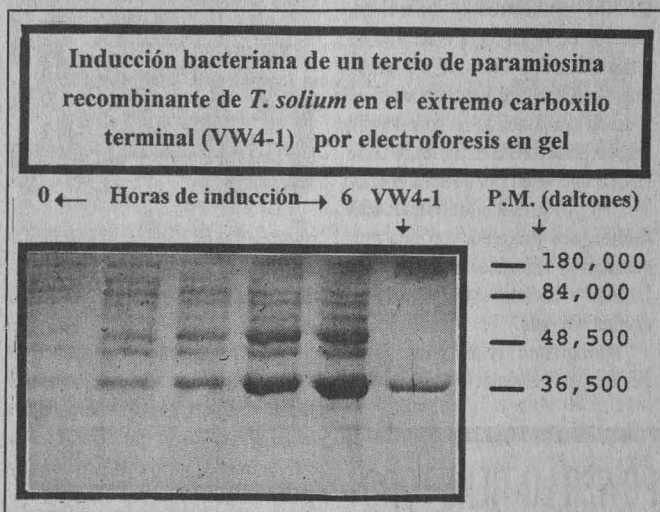 Inducción bacteriana de un tercio de paramiosina
recombinante de T. solium en el extremo carboxilo
terminal (VW4-1) por electroforesis en gel
0 ← Horas de inducción → 6 VW4-1 P.M. (daltones)
180,000
84,000
48,500
36,500